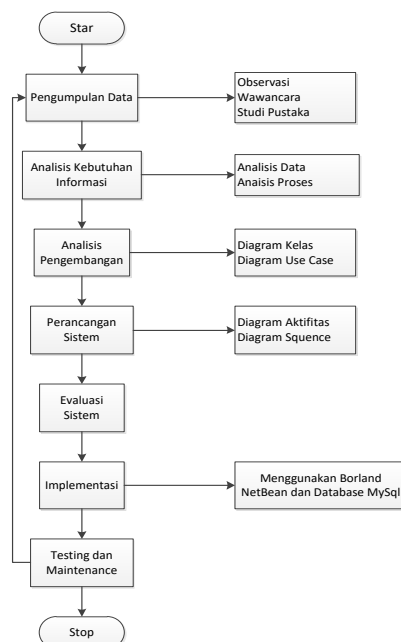 Star
Pengumpulan Data
Observasi
Wawancara
Studi Pustaka
Analisis Kebutuhan
Informasi
Analisis Data
Anaisis Proses
Analisis
Pengembangan
Diagram Kelas
Diagram Use Case
Perancangan
Sistem
Diagram Aktifitas
Diagram Squence
Evaluasi
Sistem
Implementasi
Menggunakan Borland
NetBean dan Database MySql
Testing dan
Maintenance
Stop